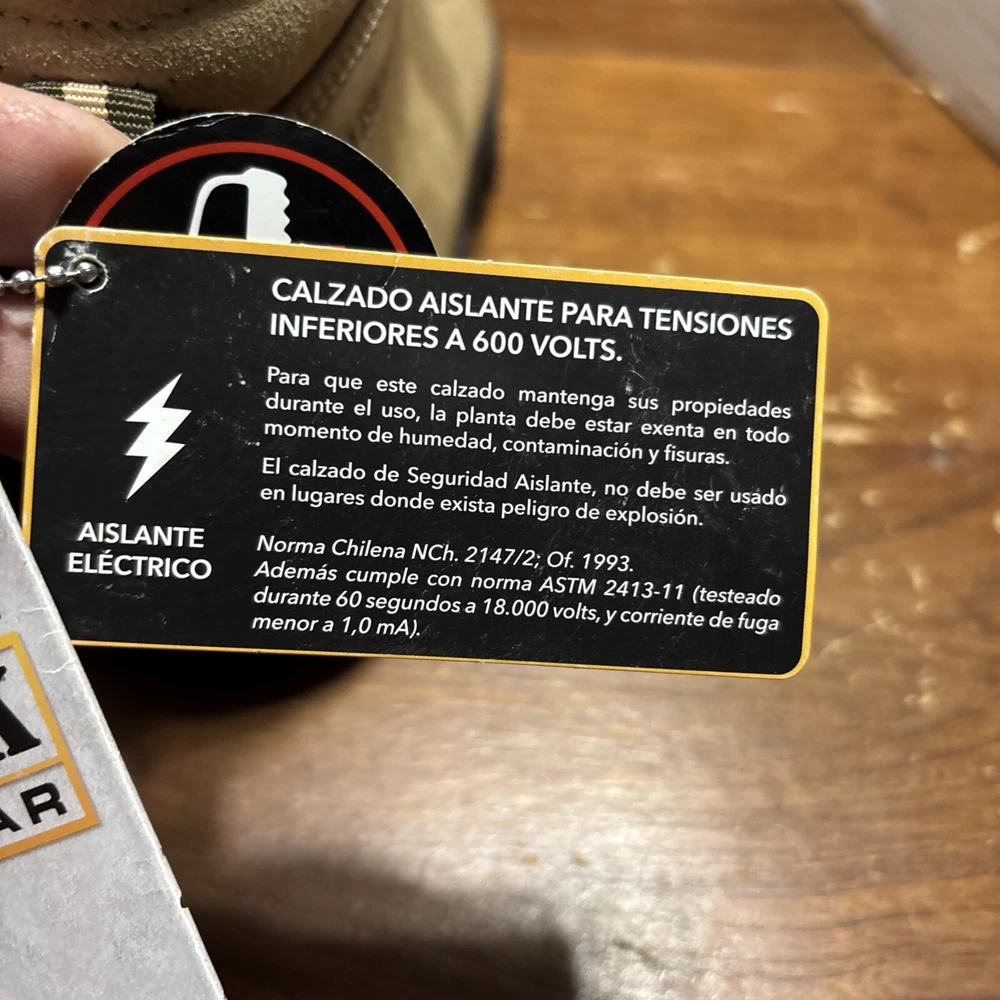 CALZADO AISLANTE PARA TENSIONES
INFERIORES A 600 VOLTS.
Para que este calzado mantenga sus propiedades
durante el uso, la planta debe estar exenta en todo
momento de humedad, contaminación y fisuras.
El calzado de Seguridad Aislante, no debe ser usado
en lugares donde exista peligro de explosión.
AISLANTE
ELÉCTRICO
Norma Chilena NCh. 2147/2; Of. 1993.
Además cumple con norma ASTM 2413-11 (testeado
durante 60 segundos a 18.000 volts, y corriente de fuga
menor a 1,0 mA).